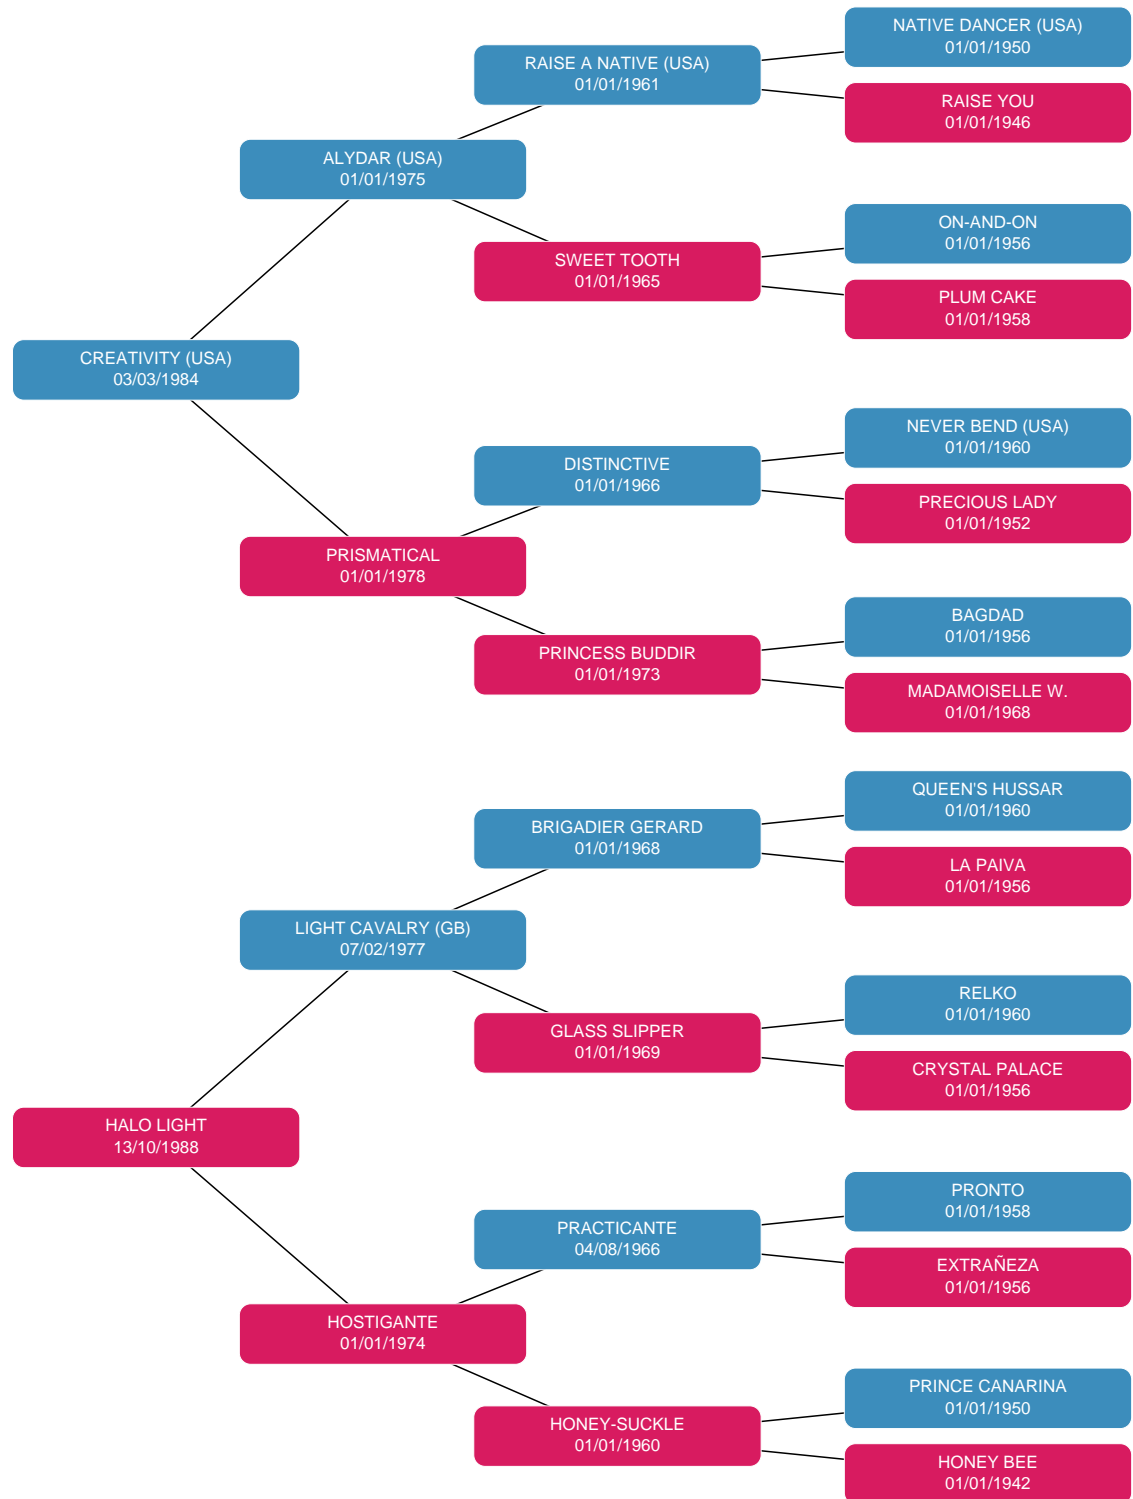 NATIVE DANCER (USA)
01/01/1950
RAISE A NATIVE (USA)
01/01/1961
RAISE YOU
01/01/1946
ALYDAR (USA)
01/01/1975
ON-AND-ON
01/01/1956
SWEET TOOTH
01/01/1965
PLUM CAKE
01/01/1958
CREATIVITY (USA)
03/03/1984
NEVER BEND (USA)
01/01/1960
DISTINCTIVE
01/01/1966
PRECIOUS LADY
01/01/1952
PRISMATICAL
01/01/1978
BAGDAD
01/01/1956
PRINCESS BUDDIR
01/01/1973
MADAMOISELLE W.
01/01/1968
QUEEN'S HUSSAR
01/01/1960
BRIGADIER GERARD
01/01/1968
LA PAIVA
01/01/1956
LIGHT CAVALRY (GB)
07/02/1977
RELKO
01/01/1960
GLASS SLIPPER
01/01/1969
CRYSTAL PALACE
01/01/1956
HALO LIGHT
13/10/1988
PRONTO
01/01/1958
PRACTICANTE
04/08/1966
EXTRAÑEZA
01/01/1956
HOSTIGANTE
01/01/1974
PRINCE CANARINA
01/01/1950
HONEY-SUCKLE
01/01/1960
HONEY BEE
01/01/1942